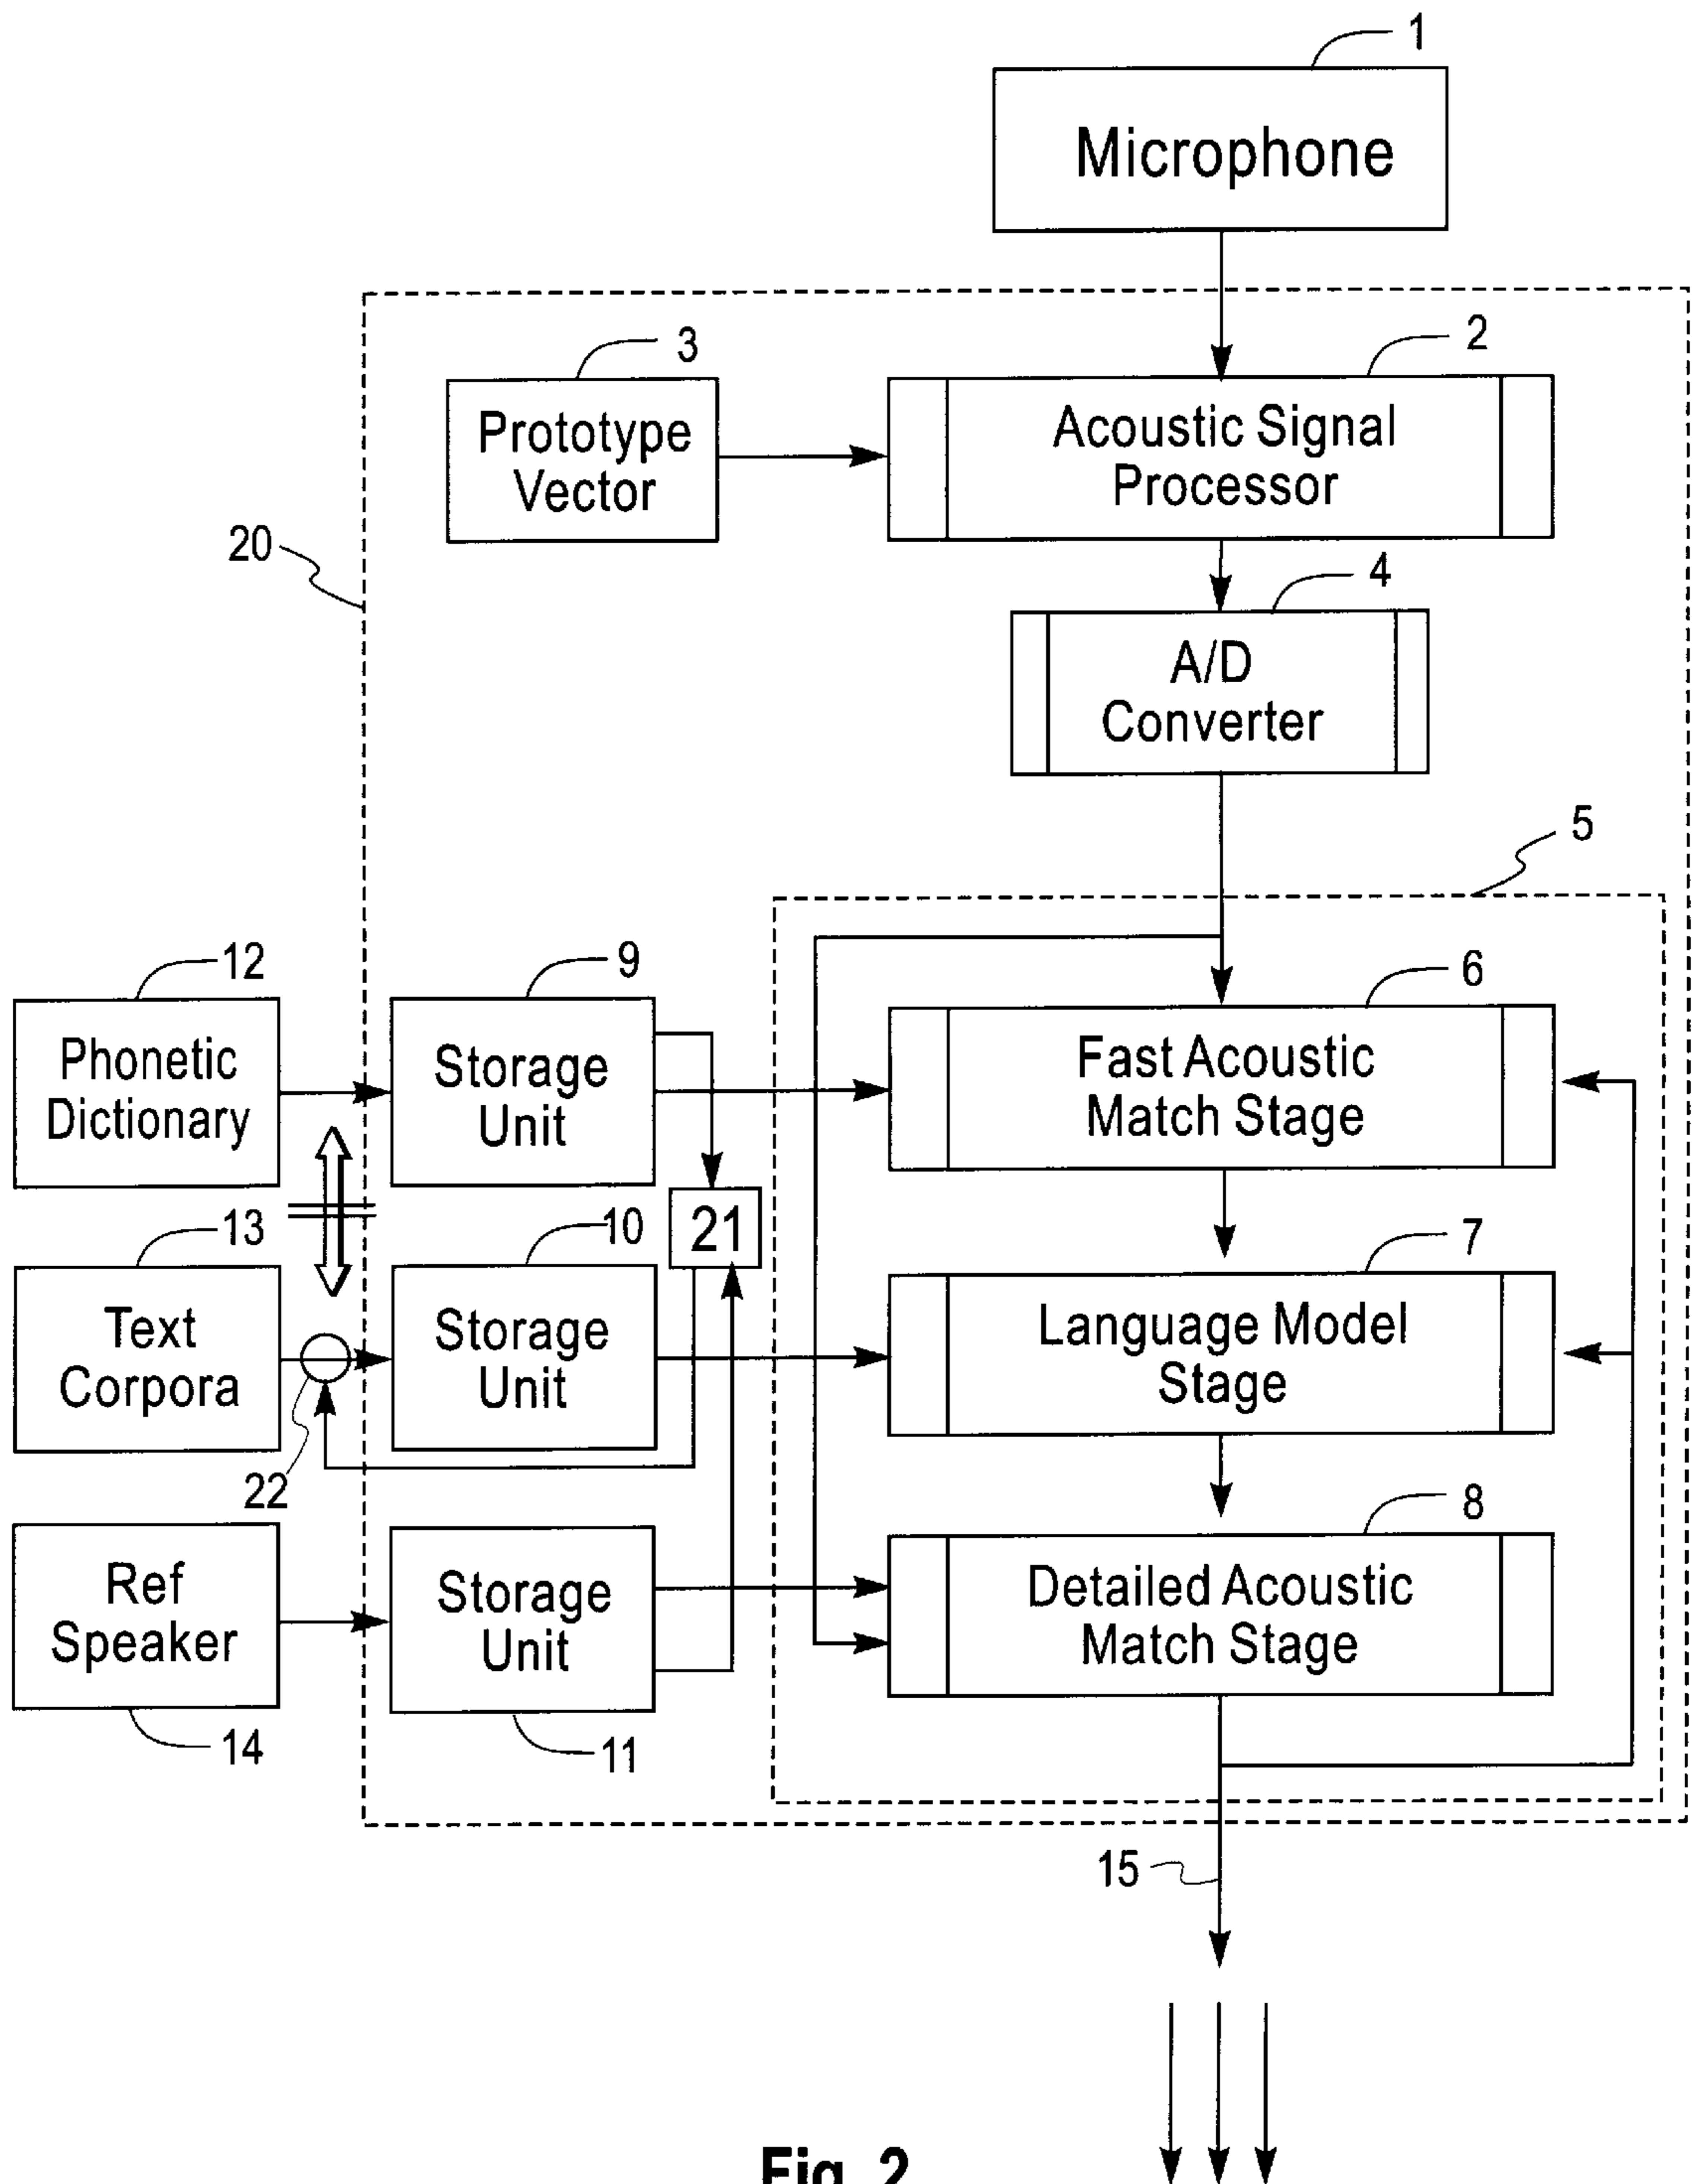 1
Microphone
3
2
Prototype
Vector
Acoustic Signal
Processor
20
4
A/D
Converter
5
12
9
6
Phonetic
Dictionary
Storage
Unit
Fast Acoustic
Match Stage
13
10
21
7
Text
Corpora
Storage
Unit
Language Model
Stage
22
8
Ref
Speaker
Storage
Unit
Detailed Acoustic
Match Stage
14
11
15
Fig. 2